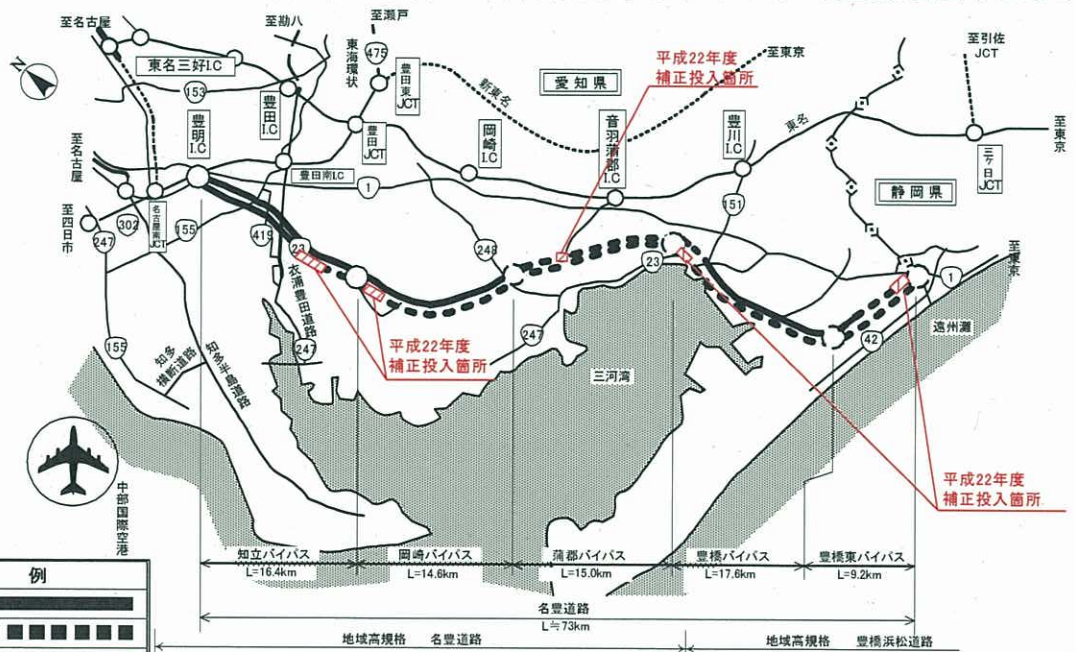 至名古屋
至勘八
至瀬戸
東海環状
475
豊田東JCT
平成22年度
補正投入箇所
至東京
至引佐
JCT
N
東名三好I.C
153
豊明I.C
豊田I.C
豊田JCT
新東名
愛知県
岡崎I.C
音羽蒲郡I.C
豊川I.C
東名
至東京
三ヶ日JCT
至名古屋
豊田南I.C
1
151
静岡県
至四日市
302
247
名古屋南JCT
155
419
23
衣浦豊田道路
248
23
至東京
1
遠州灘
42
155
知多横断道路
知多半島道路
247
平成22年度
補正投入箇所
247
三河湾
中部国際空港
平成22年度
補正投入箇所
知立バイパス
L=16.4km
岡崎バイパス
L=14.6km
蒲郡バイパス
L=15.0km
豊橋バイパス
L=17.6km
豊橋東バイパス
L=9.2km
例
名豊道路
L≒73km
地域高規格 名豊道路
地域高規格 豊橋浜松道路